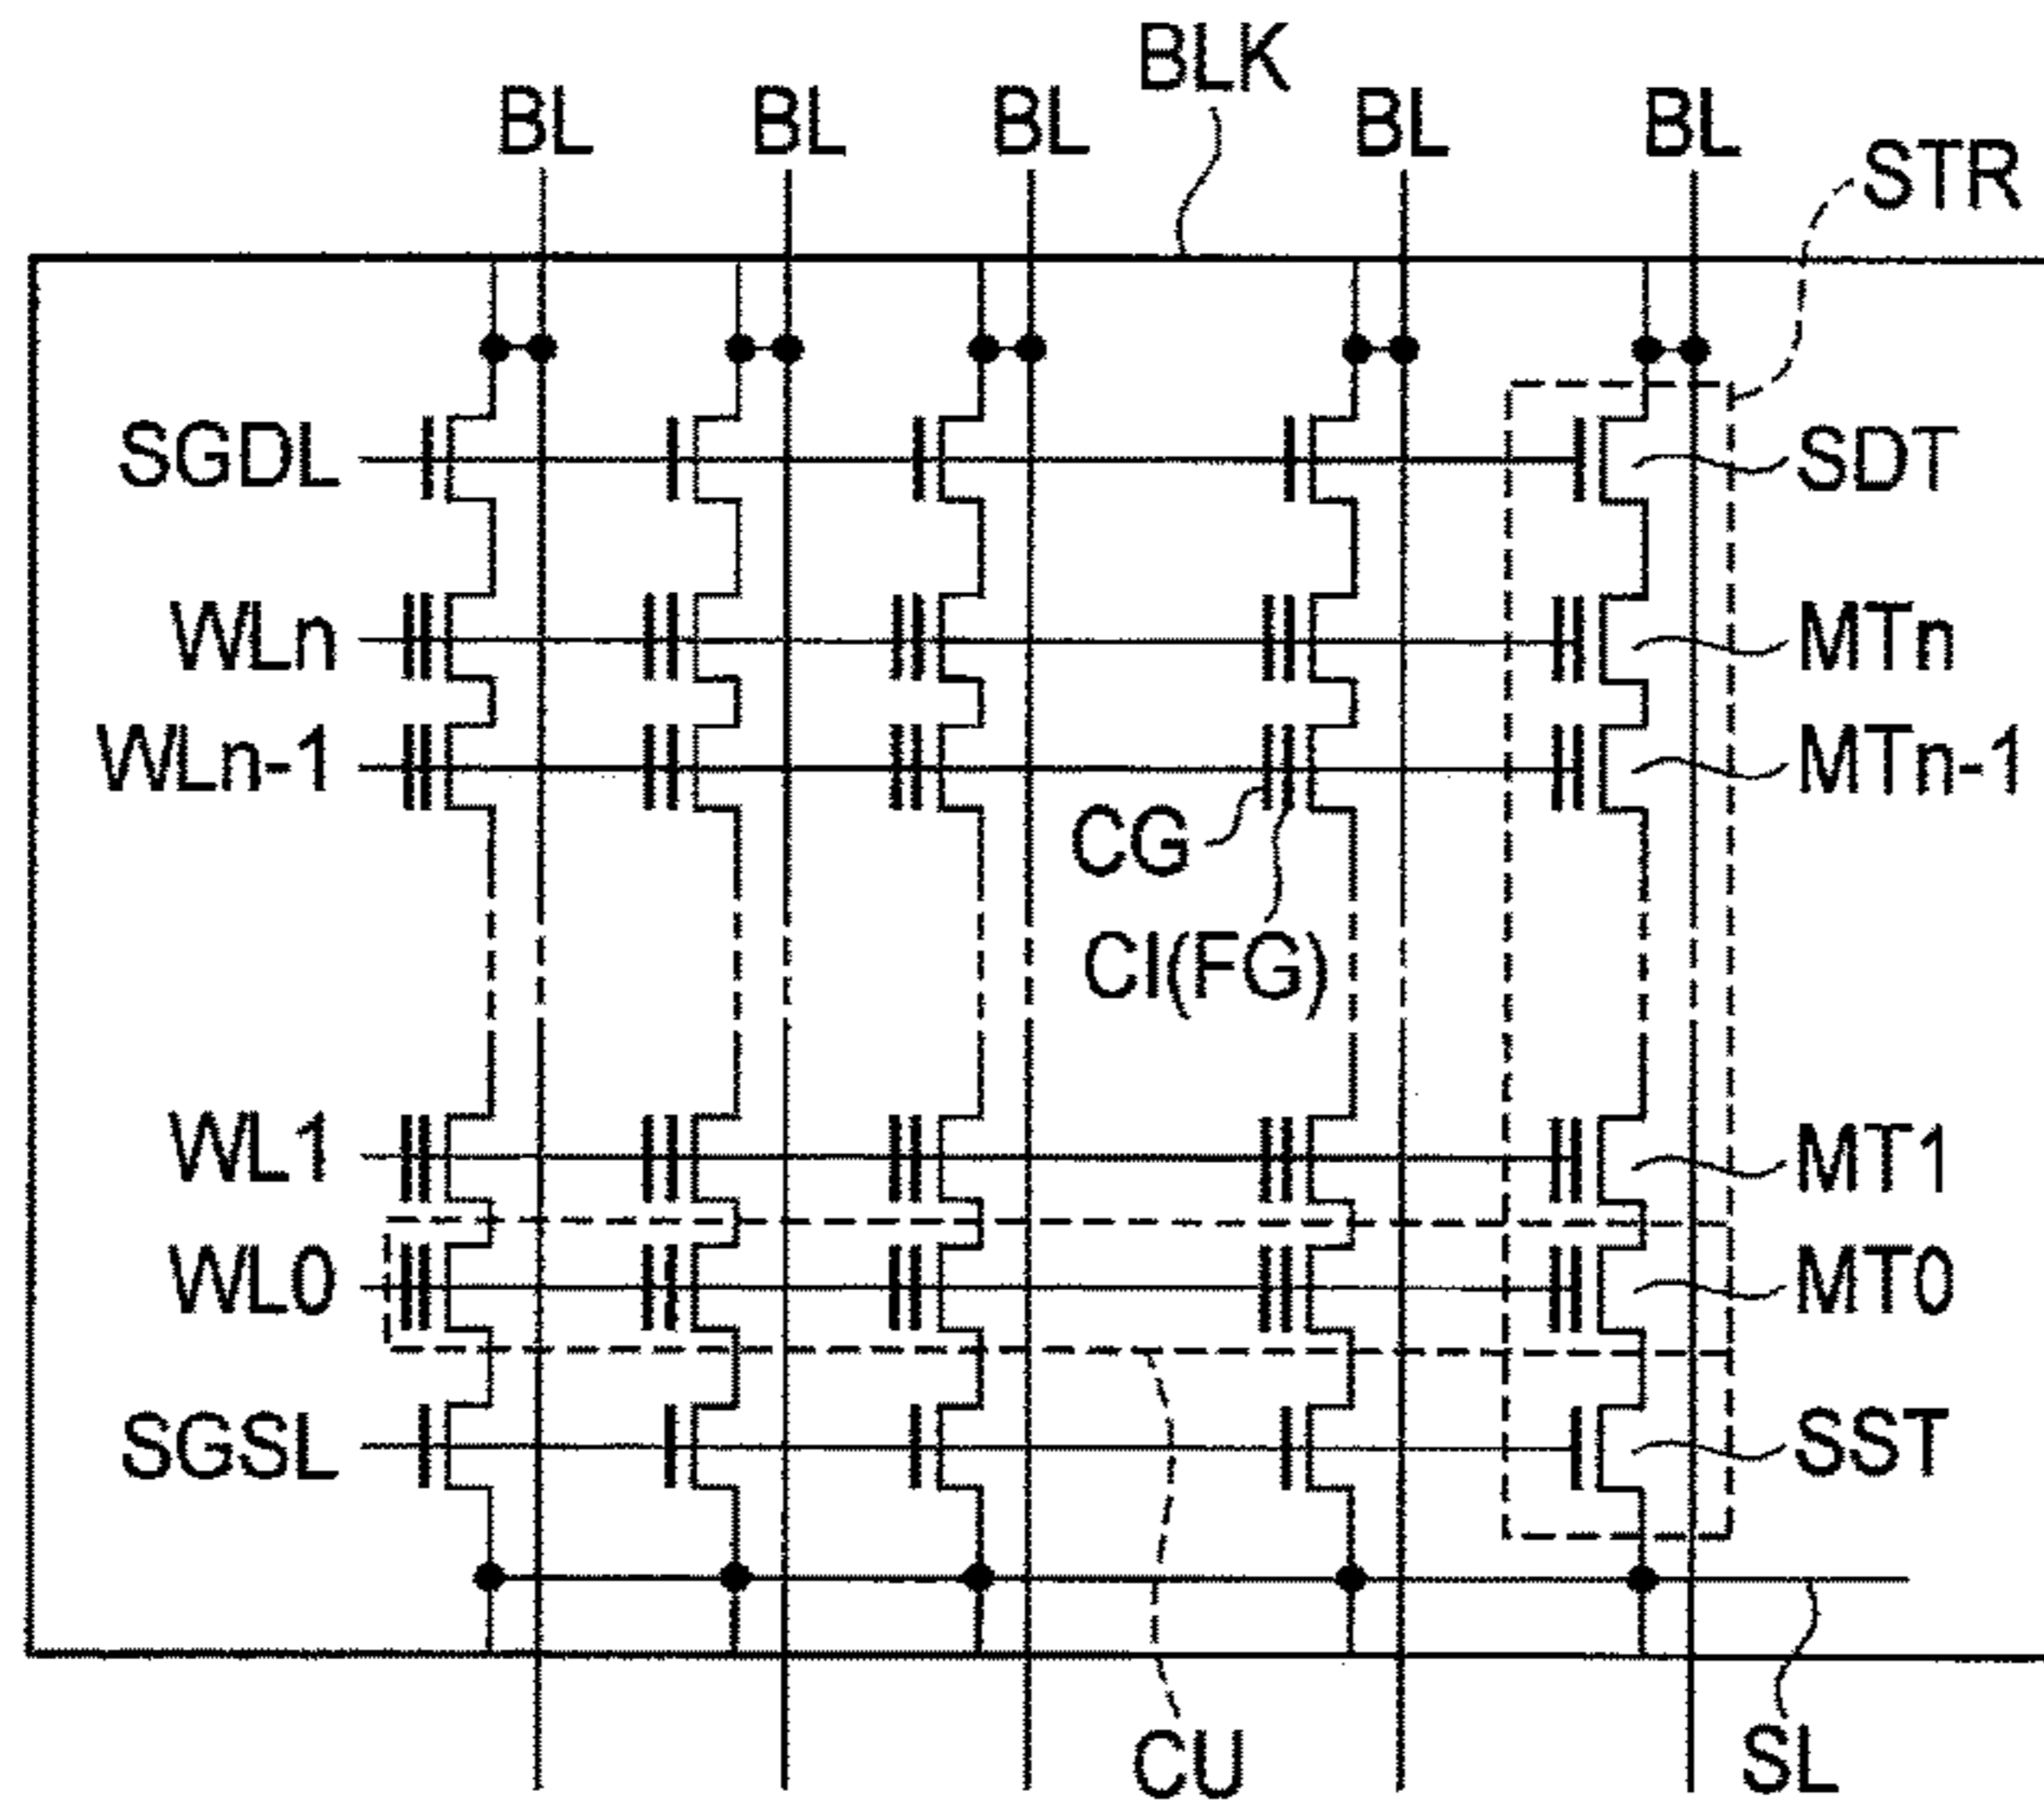 BLK
BL BL BL BL BL
STR
SGDL SDT
WLn MTn
WLn-1 MTn-1
CG
CI(FG)
WL1 MT1
WL0 MT0
SGSL SST
CU SL